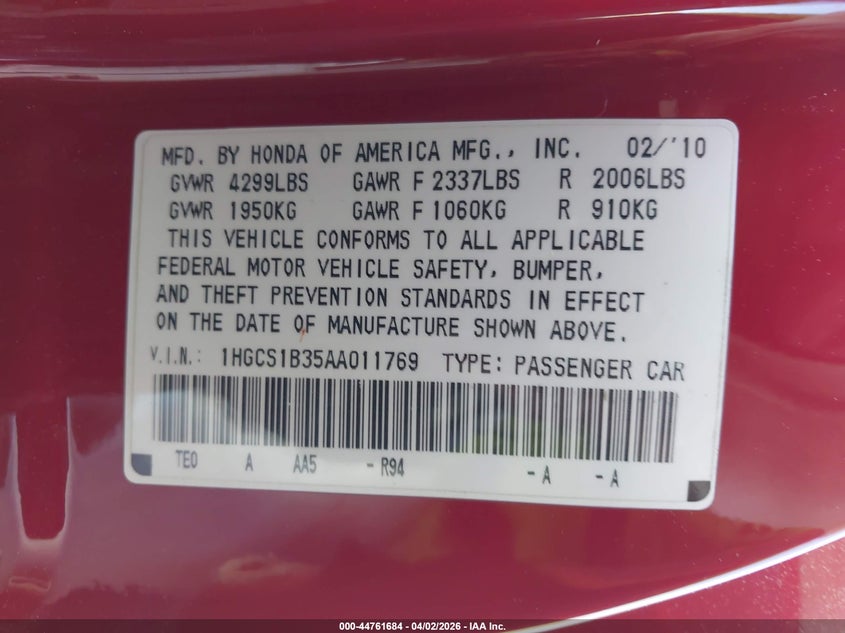 MFD. BY HONDA OF AMERICA MFG., INC. 02/'10
GVWR 4299LBS GAWR F 2337LBS R 2006LBS
GVWR 1950KG GAWR F 1060KG R 910KG
THIS VEHICLE CONFORMS TO ALL APPLICABLE
FEDERAL MOTOR VEHICLE SAFETY, BUMPER,
AND THEFT PREVENTION STANDARDS IN EFFECT
ON THE DATE OF MANUFACTURE SHOWN ABOVE.
V.I.N.: 1HGCS1B35AA011769 TYPE: PASSENGER CAR
TE0 A AA5 - R94 - A - A
000-44761684 | 04/02/2026 - IAA Inc.